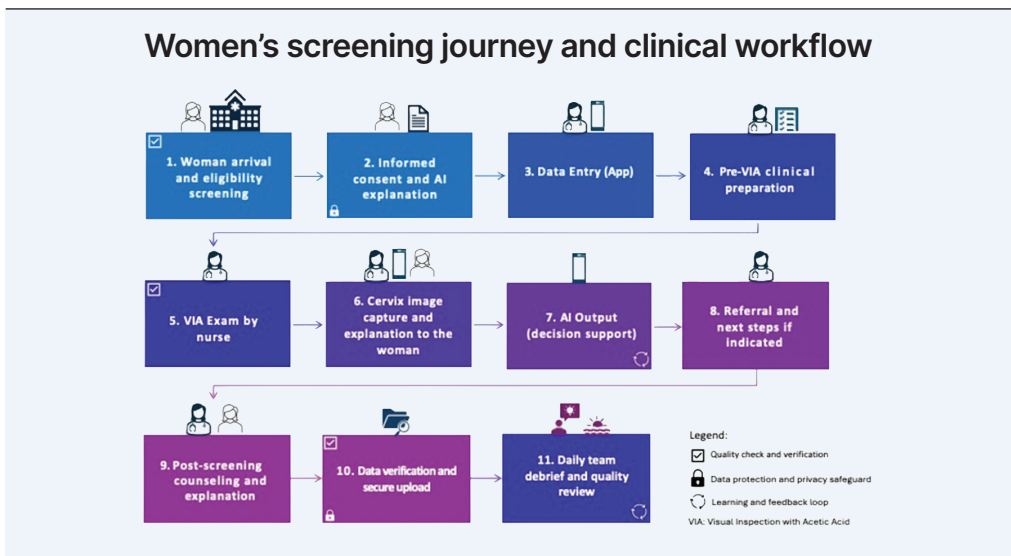 Women’s screening journey and clinical workflow
1. Woman arrival
and eligibility
screening
2. Informed
consent and AI
explanation
3. Data Entry (App)
4. Pre-VIA clinical
preparation
5. VIA Exam by
nurse
6. Cervix image
capture and
explanation to the
woman
7. AI Output
(decision support)
8. Referral and
next steps if
indicated
9. Post-screening
counseling and
explanation
10. Data verification and
secure upload
11. Daily team
debrief and quality
review
Legend:
Quality check and verification
Data protection and privacy safeguard
Learning and feedback loop
VIA: Visual Inspection with Acetic Acid